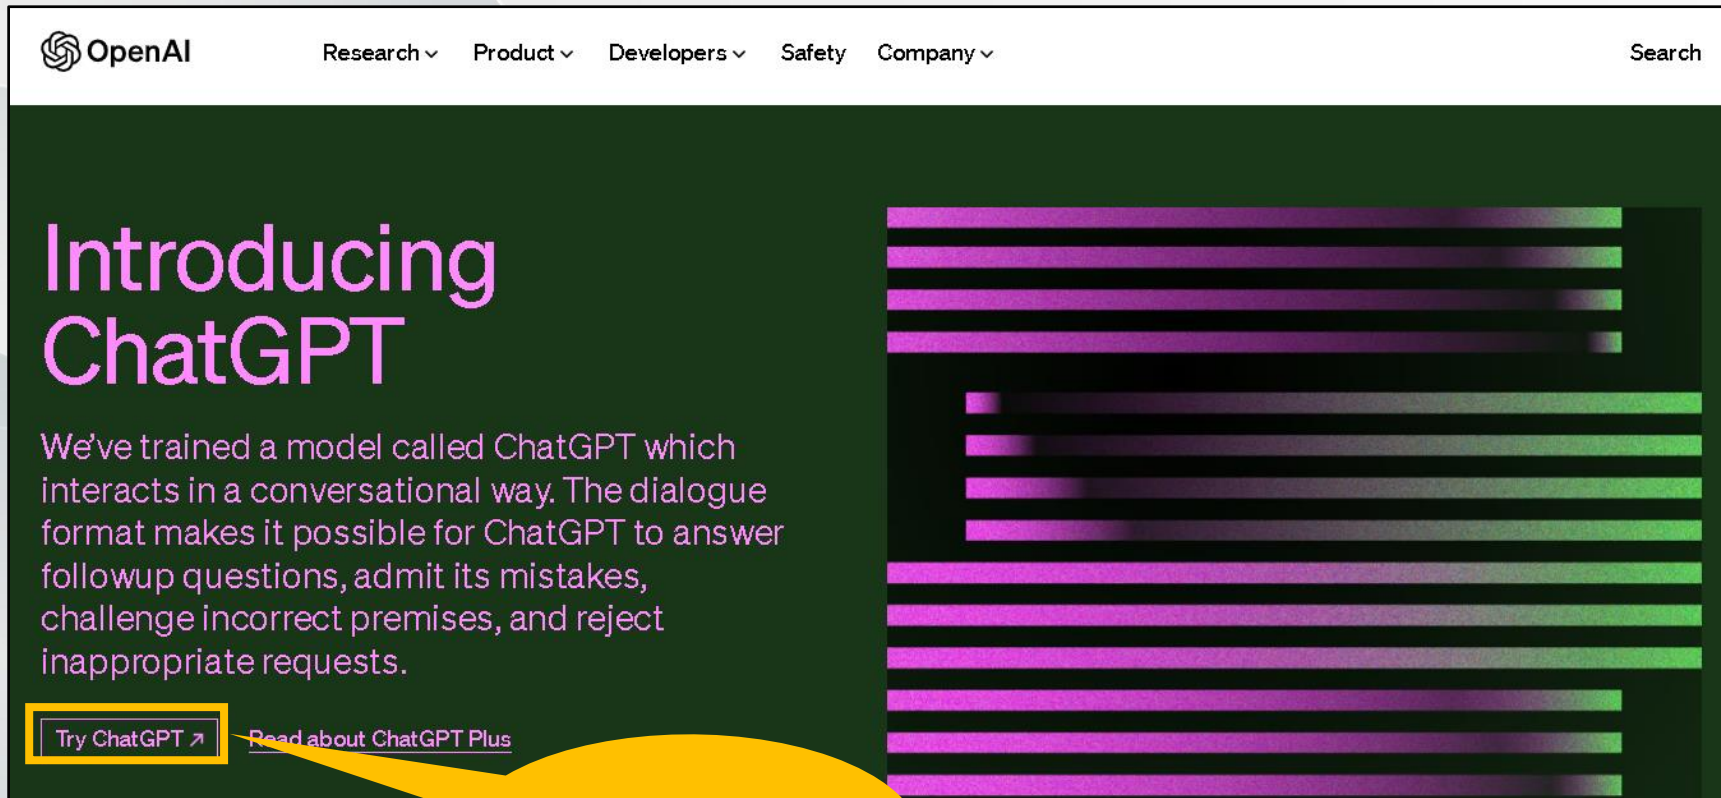 OpenAI Research Product Developers Safety Company Search
Introducing
ChatGPT
We've trained a model called ChatGPT which
interacts in a conversational way. The dialogue
format makes it possible for ChatGPT to answer
followup questions, admit its mistakes,
challenge incorrect premises, and reject
inappropriate requests.
Try ChatGPT ↗ Read about ChatGPT Plus